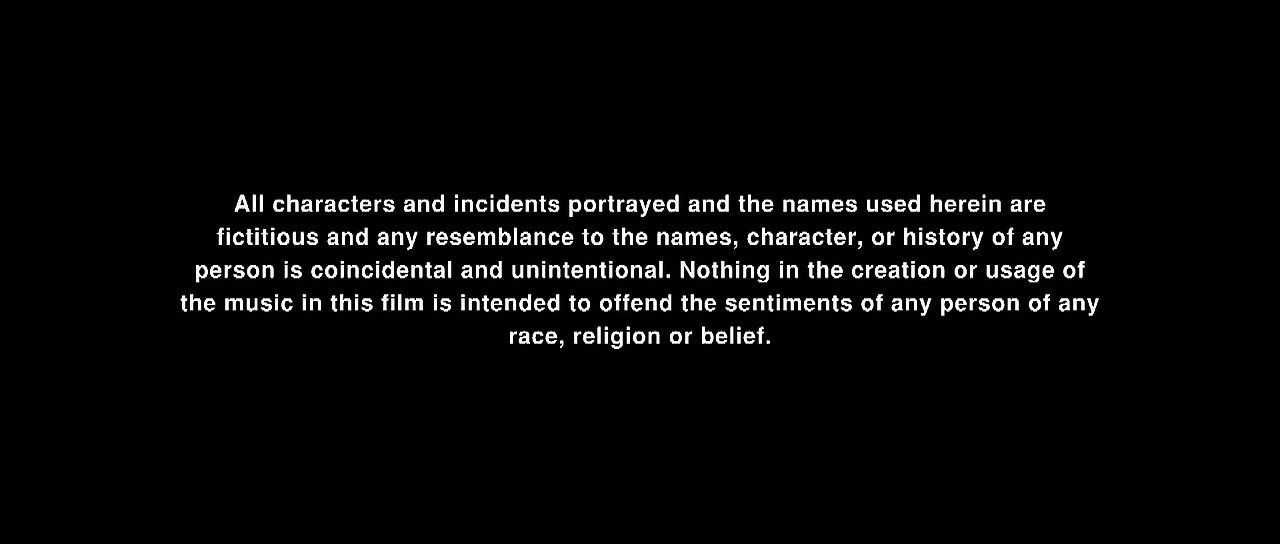 All characters and incidents portrayed and the names used herein are
fictitious and any resemblance to the names, character, or history of any
person is coincidental and unintentional. Nothing in the creation or usage of
the music in this film is intended to offend the sentiments of any person of any
race, religion or belief.